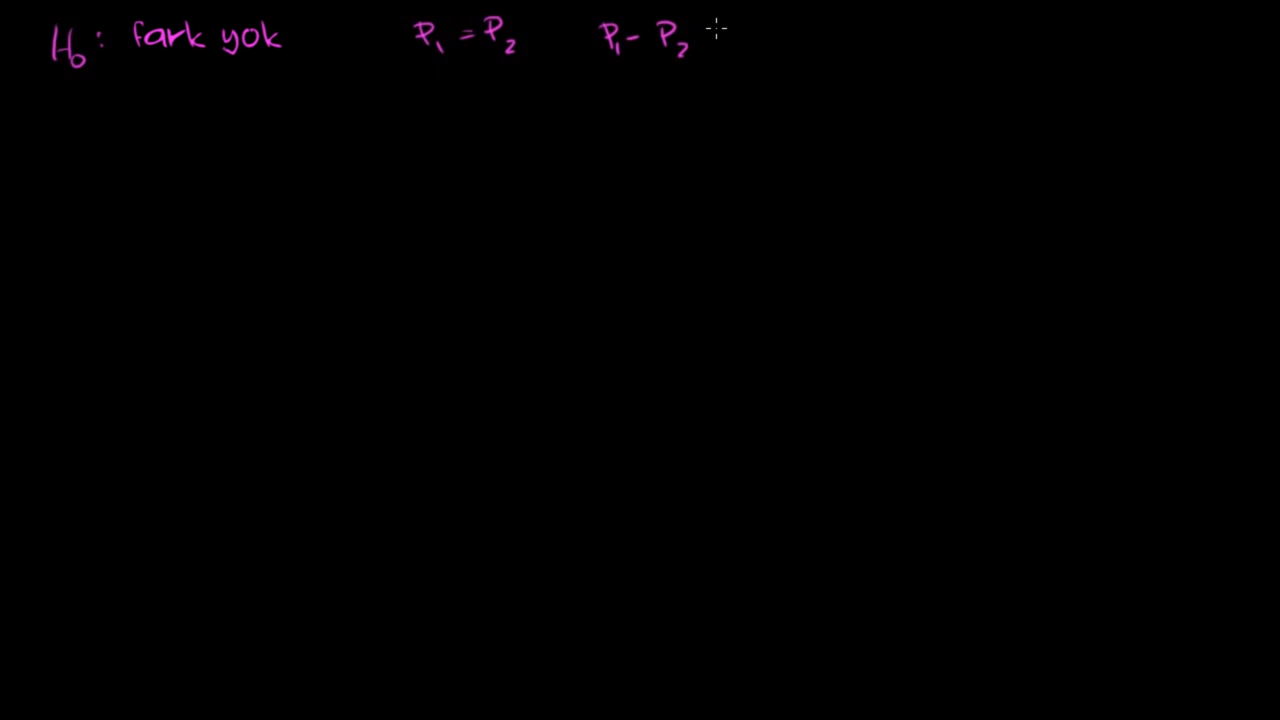 H₀: fark yok P₁ = P₂ P₁ - P₂